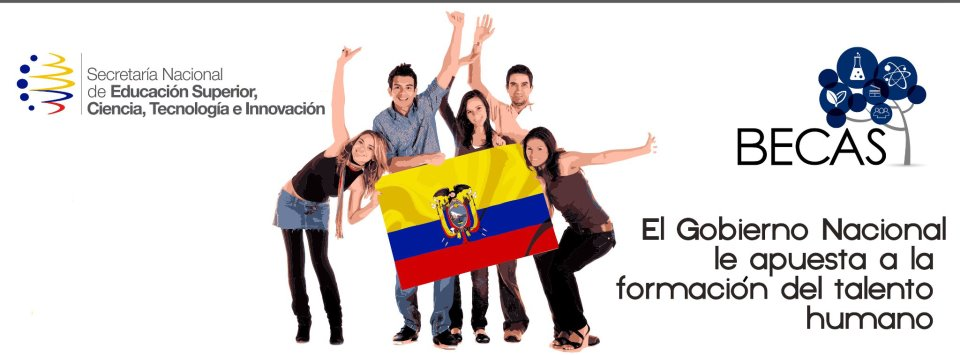 Secretaría Nacional
de Educación Superior,
Ciencia, Tecnología e Innovación
BECAS
El Gobierno Nacional
le apuesta a la
formación del talento
humano